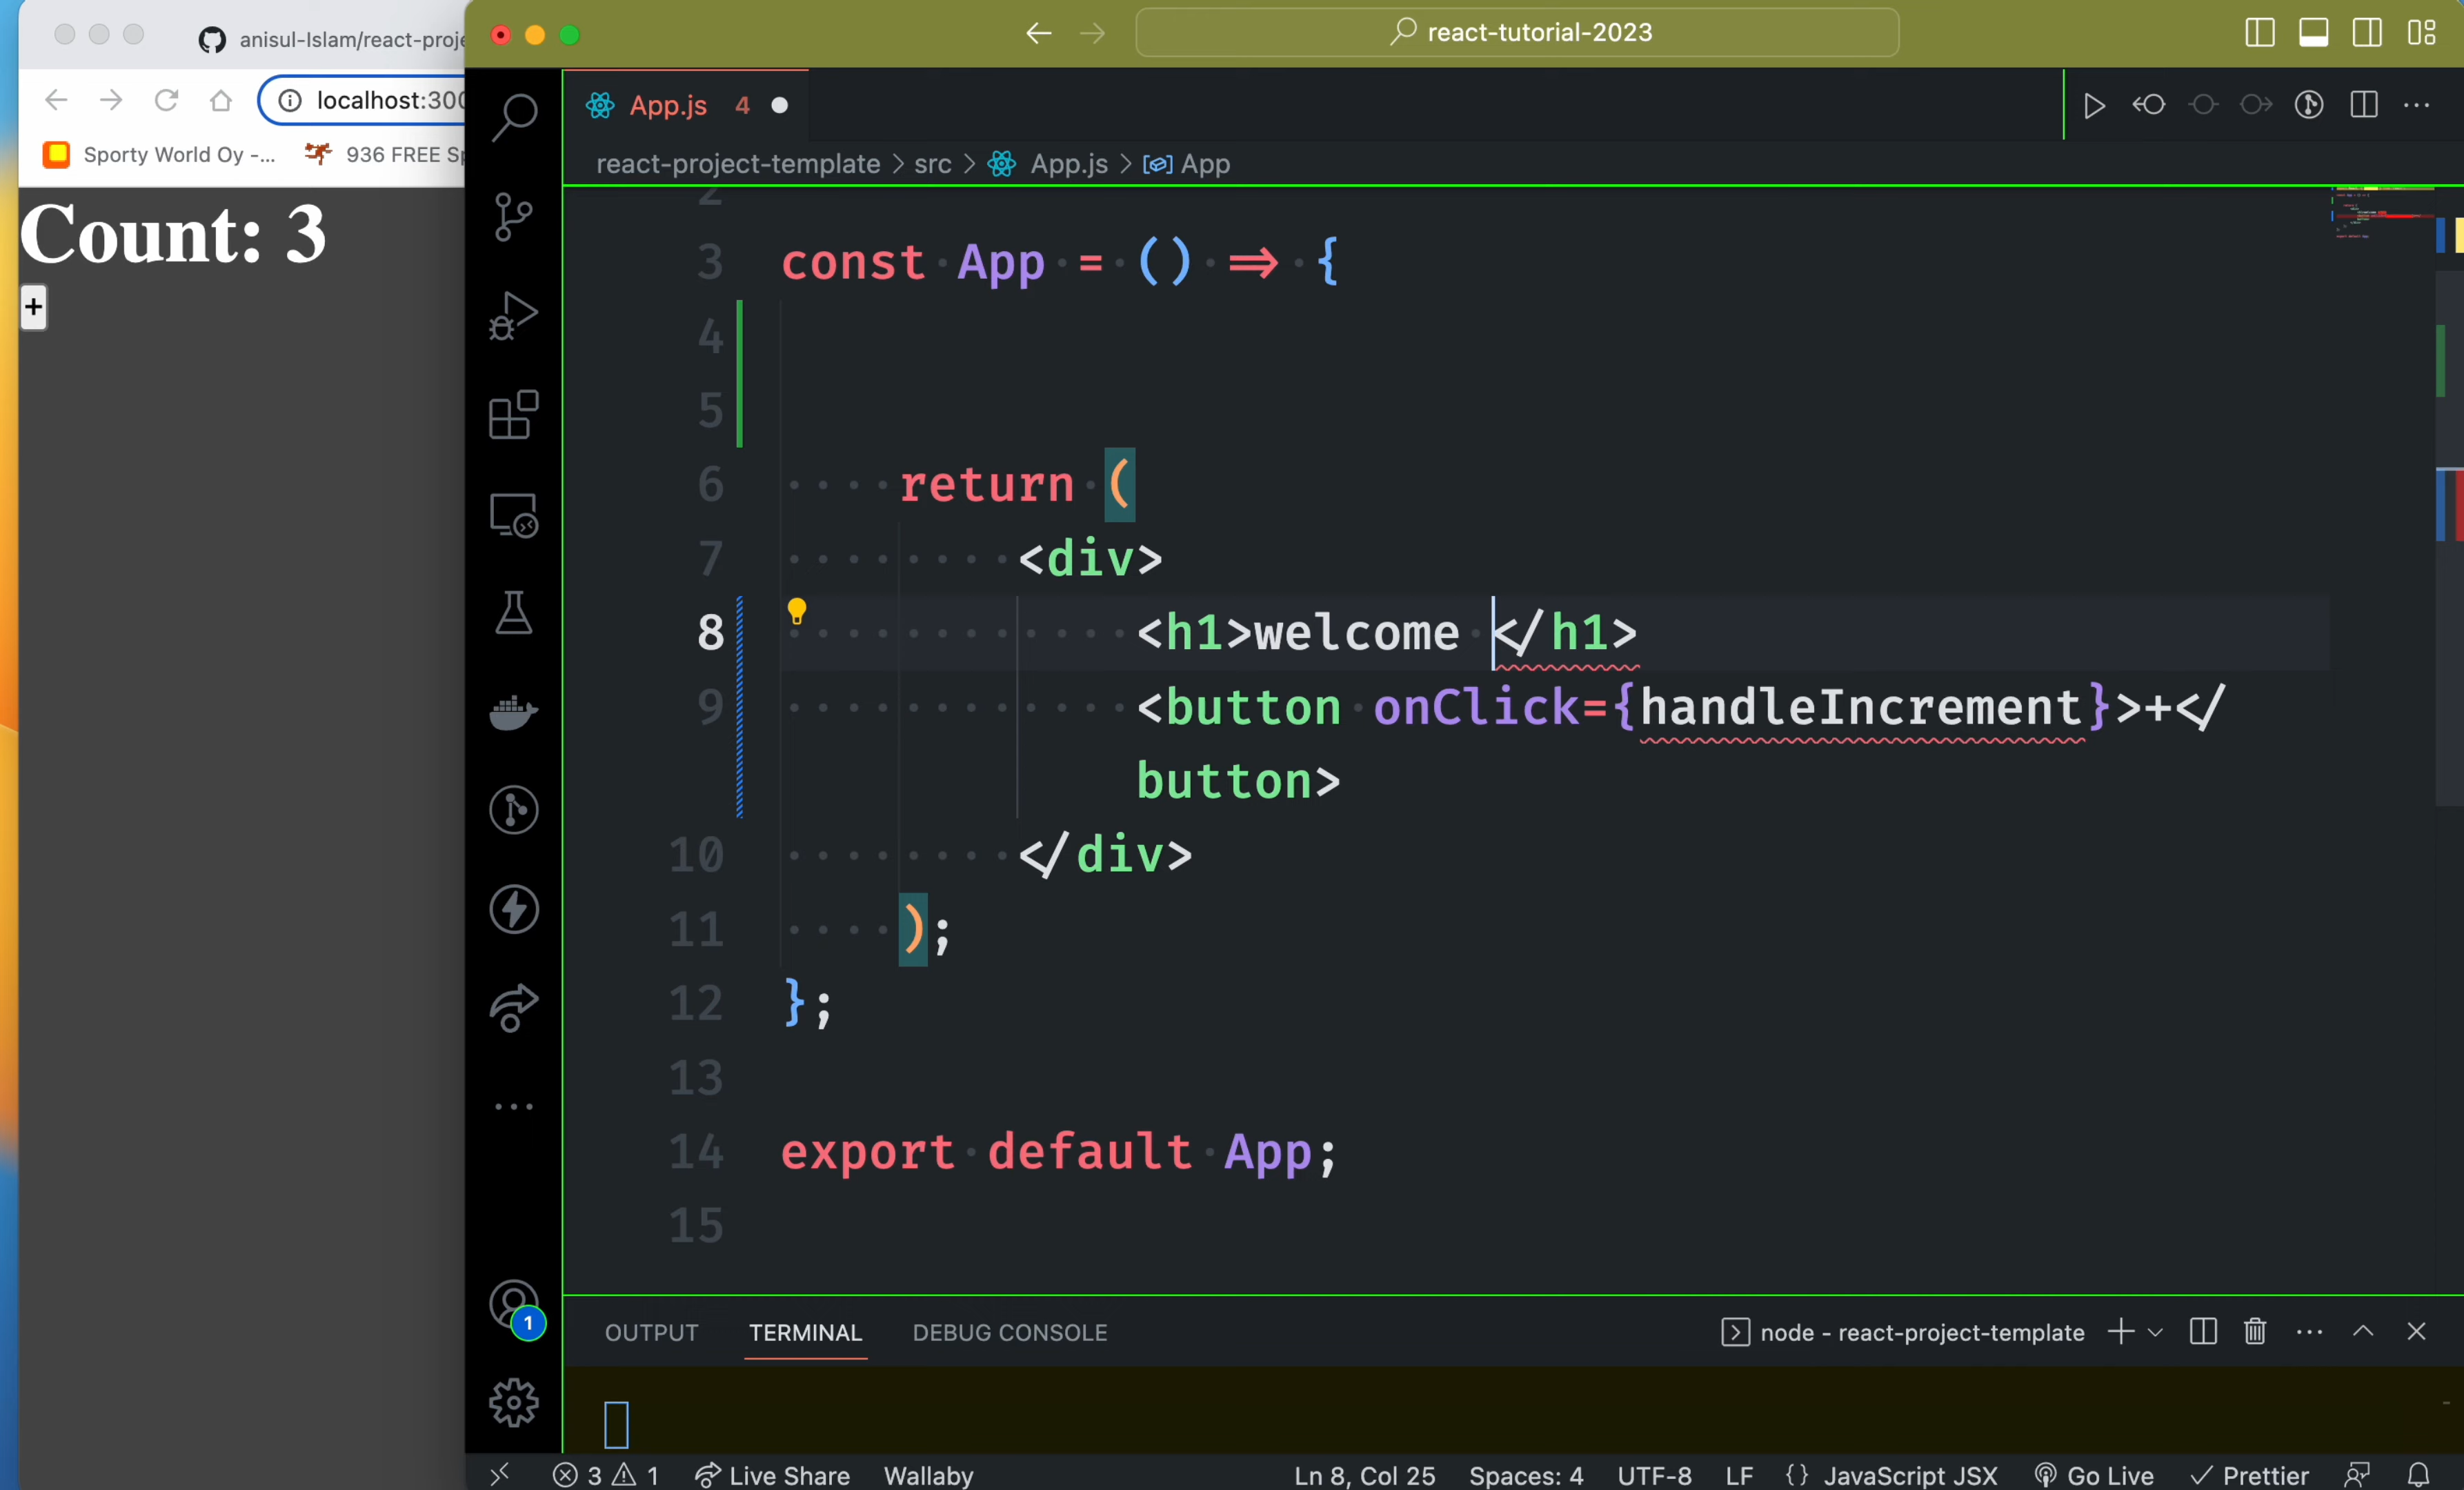 anisul-Islam/react-proje
localhost:300
Sporty World Oy -...
936 FREE Sp
Count: 3
+
react-tutorial-2023
App.js 4
react-project-template > src > App.js > App
2
3 const App = () => {
4
5
6 return (
7 <div>
8 <h1>welcome </h1>
9 <button onClick={handleIncrement}>+</
button>
10 </div>
11 );
12 };
13
14 export default App;
15
1
OUTPUT TERMINAL DEBUG CONSOLE
node - react-project-template
3 1 Live Share Wallaby Ln 8, Col 25 Spaces: 4 UTF-8 LF {} JavaScript JSX Go Live Prettier